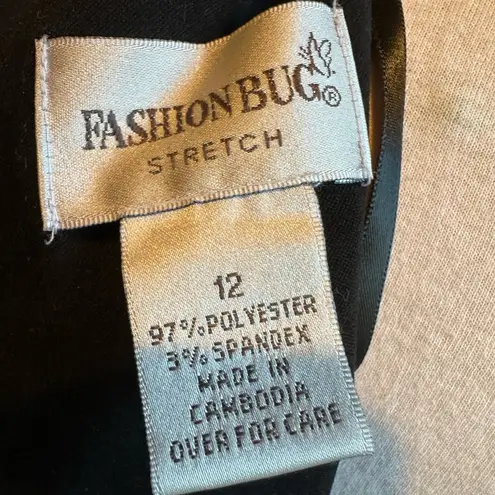 FASHION BUG®
STRETCH
12
97% POLYESTER
3% SPANDEX
MADE IN
CAMBODIA
OVER FOR CARE